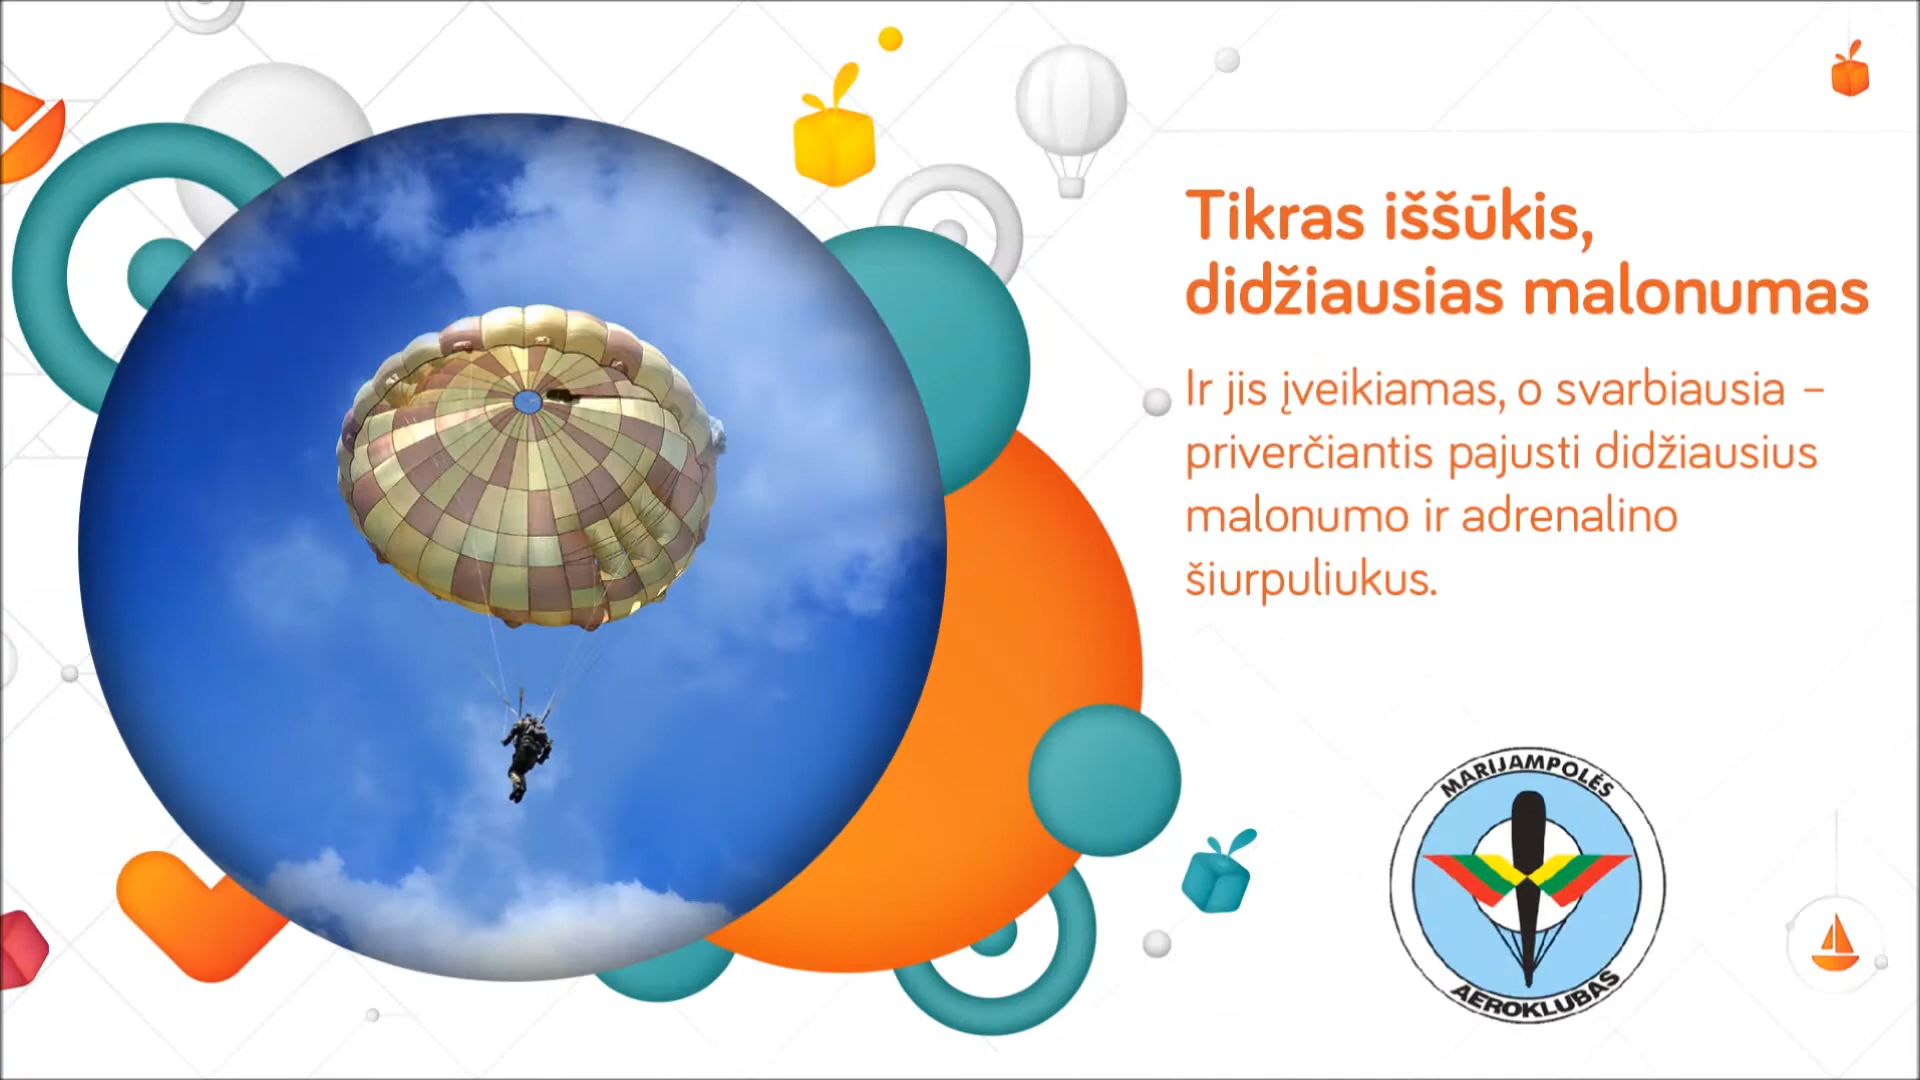 Tikras iššūkis,
didžiausias malonumas
Ir jis įveikiamas, o svarbiausia –
priverčiantis pajusti didžiausius
malonumo ir adrenalino
šiurpuliukus.
MARIJAMPOLĖS
AEROKLUBAS